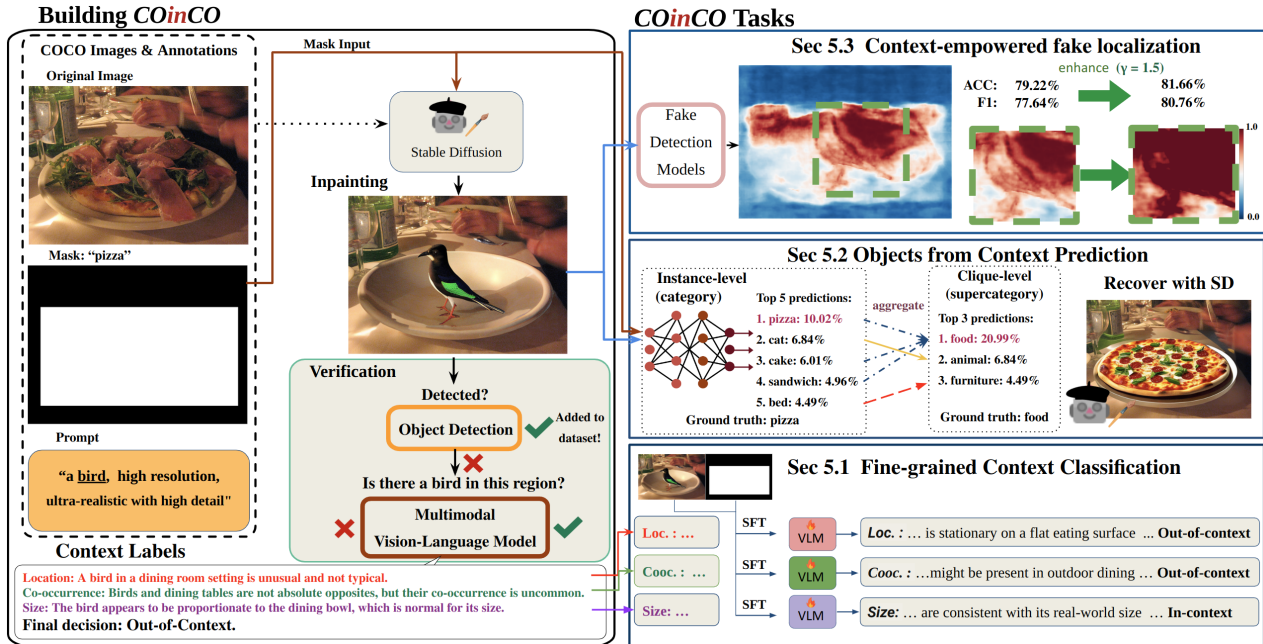 Building COinCO
COCO Images & Annotations
Original Image
Mask: “pizza”
Prompt
“a bird, high resolution,
ultra-realistic with high detail"
Mask Input
Stable Diffusion
Inpainting
Verification
Detected?
Object Detection
Added to
dataset!
Is there a bird in this region?
Multimodal
Vision-Language Model
Context Labels
Location: A bird in a dining room setting is unusual and not typical.
Co-occurrence: Birds and dining tables are not absolute opposites, but their co-occurrence is uncommon.
Size: The bird appears to be proportionate to the dining bowl, which is normal for its size.
Final decision: Out-of-Context.
COinCO Tasks
Sec 5.3 Context-empowered fake localization
Fake
Detection
Models
enhance (γ = 1.5)
ACC: 79.22% 81.66%
F1: 77.64% 80.76%
1.0
0.0
Sec 5.2 Objects from Context Prediction
Instance-level
(category)
Top 5 predictions:
1. pizza: 10.02%
2. cat: 6.84%
3. cake: 6.01%
4. sandwich: 4.96%
5. bed: 4.49%
Ground truth: pizza
aggregate
Clique-level
(supercategory)
Top 3 predictions:
1. food: 20.99%
2. animal: 6.84%
3. furniture: 4.49%
Ground truth: food
Recover with SD
Sec 5.1 Fine-grained Context Classification
Loc. : …
SFT
VLM
Loc. : … is stationary on a flat eating surface ... Out-of-context
Cooc. : …
SFT
VLM
Cooc. : …might be present in outdoor dining … Out-of-context
Size: …
SFT
VLM
Size: … are consistent with its real-world size … In-context